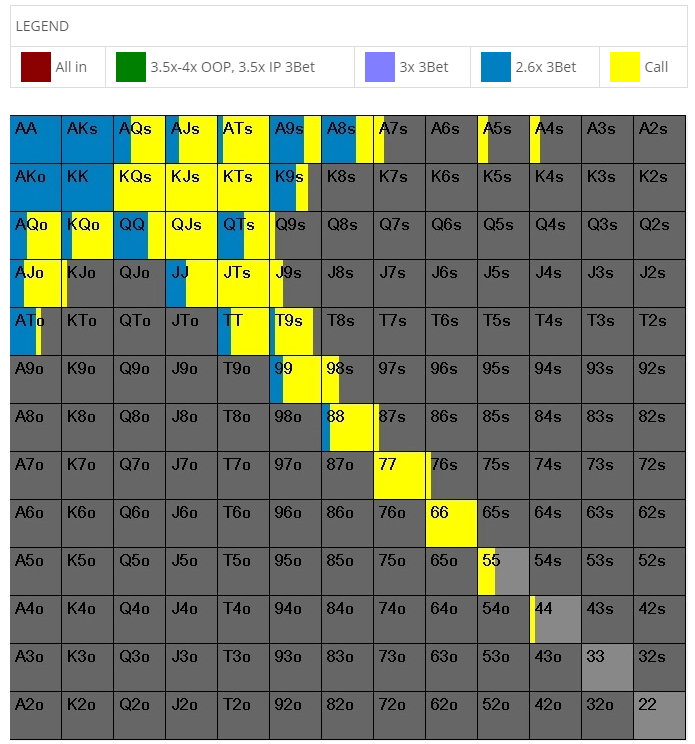 LEGEND
All in 3.5x-4x OOP, 3.5x IP 3Bet 3x 3Bet 2.6x 3Bet Call
AA AKs AQs AJs ATs A9s A8s A7s A6s A5s A4s A3s A2s
AKo KK KQs KJs KTs K9s K8s K7s K6s K5s K4s K3s K2s
AQo KQo QQ QJs QTs Q9s Q8s Q7s Q6s Q5s Q4s Q3s Q2s
AJo KJo QJo JJ JTs J9s J8s J7s J6s J5s J4s J3s J2s
ATo KTo QTo JTo TT T9s T8s T7s T6s T5s T4s T3s T2s
A9o K9o Q9o J9o T9o 99 98s 97s 96s 95s 94s 93s 92s
A8o K8o Q8o J8o T8o 98o 88 87s 86s 85s 84s 83s 82s
A7o K7o Q7o J7o T7o 97o 87o 77 76s 75s 74s 73s 72s
A6o K6o Q6o J6o T6o 96o 86o 76o 66 65s 64s 63s 62s
A5o K5o Q5o J5o T5o 95o 85o 75o 65o 55 54s 53s 52s
A4o K4o Q4o J4o T4o 94o 84o 74o 64o 54o 44 43s 42s
A3o K3o Q3o J3o T3o 93o 83o 73o 63o 53o 43o 33 32s
A2o K2o Q2o J2o T2o 92o 82o 72o 62o 52o 42o 32o 22